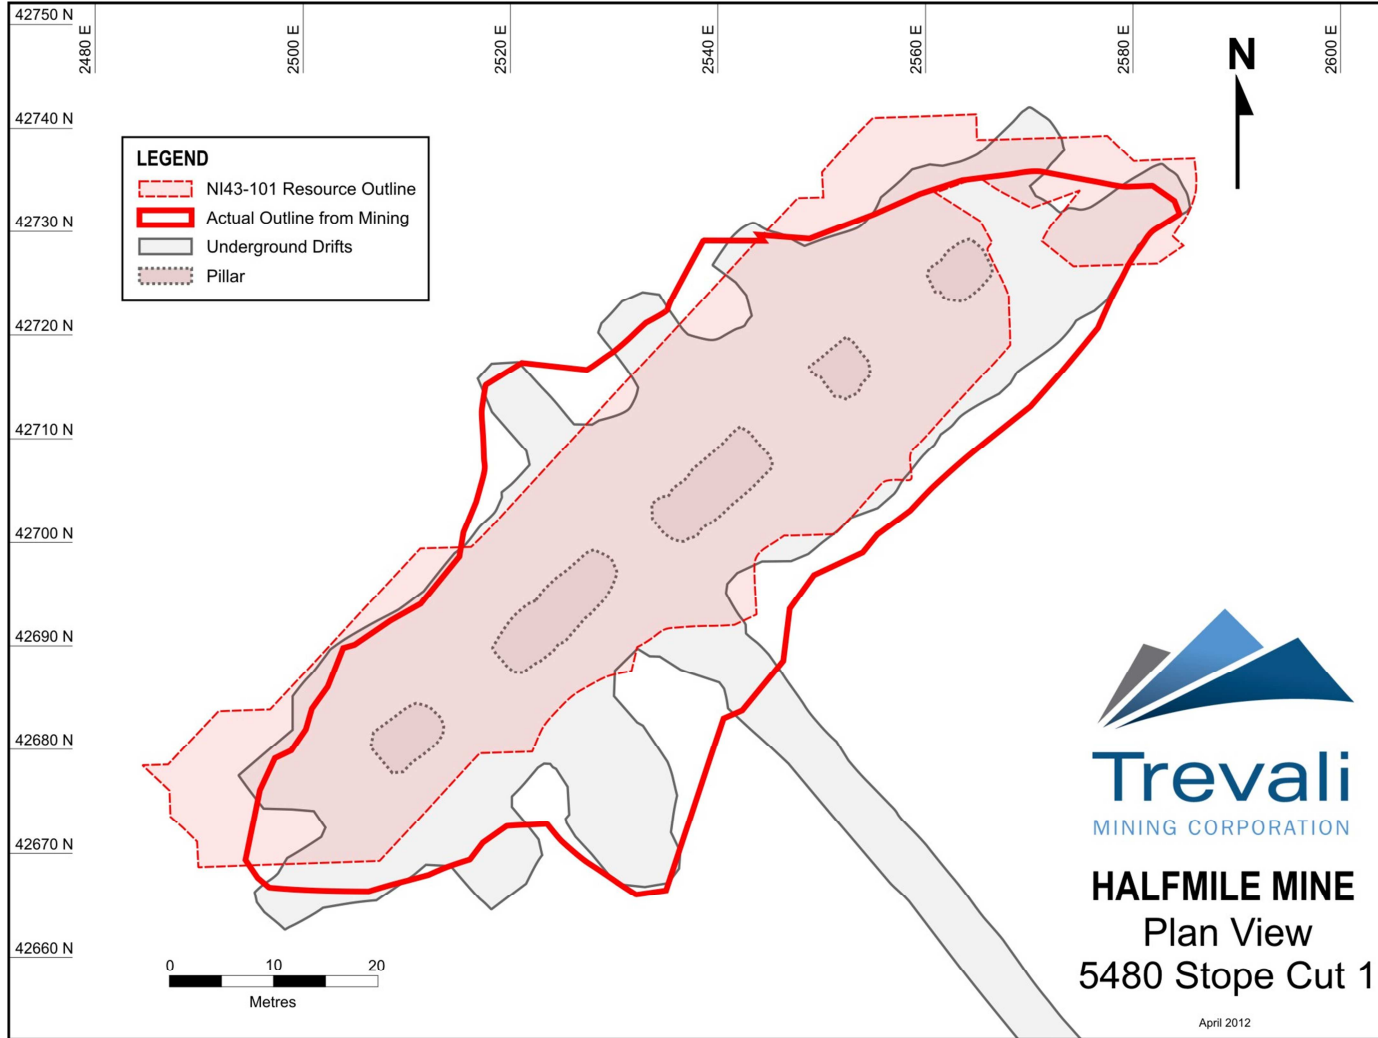 42750 N
2480 E
2500 E
2520 E
2540 E
2560 E
2580 E
2600 E
N
42740 N
LEGEND
NI43-101 Resource Outline
Actual Outline from Mining
Underground Drifts
Pillar
42730 N
42720 N
42710 N
42700 N
42690 N
42680 N
42670 N
42660 N
0 10 20
Metres
Trevali
MINING CORPORATION
HALFMILE MINE
Plan View
5480 Stope Cut 1
April 2012